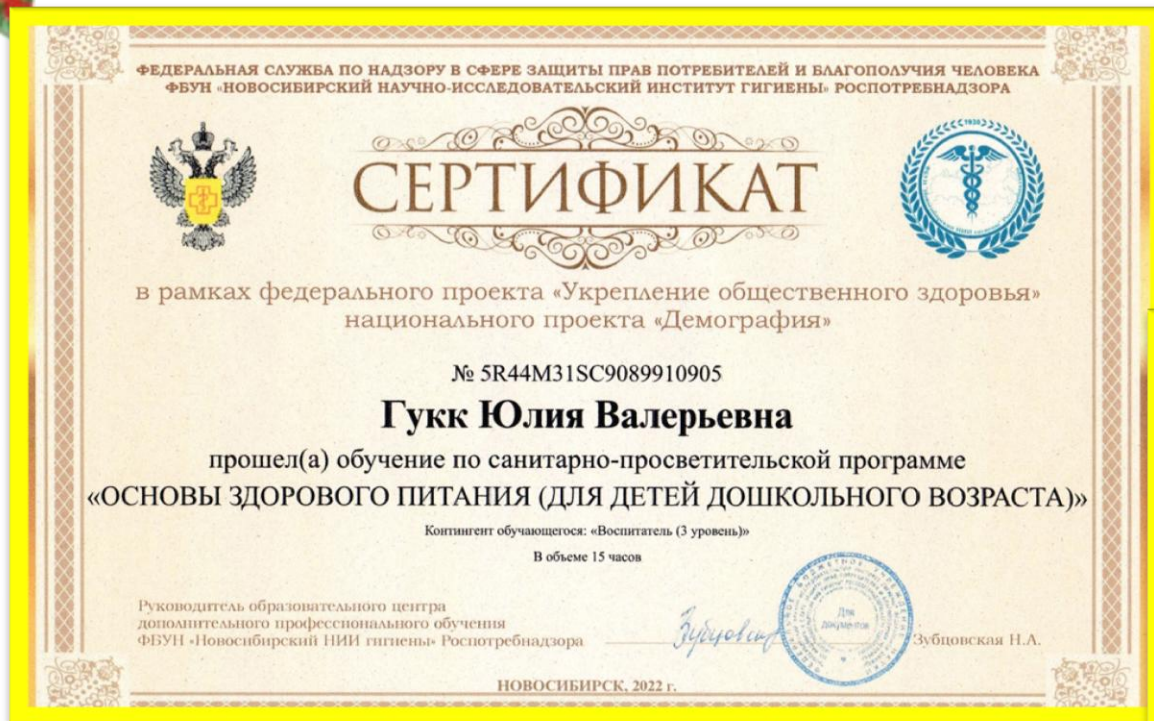 ФЕДЕРАЛЬНАЯ СЛУЖБА ПО НАДЗОРУ В СФЕРЕ ЗАЩИТЫ ПРАВ ПОТРЕБИТЕЛЕЙ И БЛАГОПОЛУЧИЯ ЧЕЛОВЕКА
ФБУН «НОВОСИБИРСКИЙ НАУЧНО-ИССЛЕДОВАТЕЛЬСКИЙ ИНСТИТУТ ГИГИЕНЫ» РОСПОТРЕБНАДЗОРА
1930
СЕРТИФИКАТ
в рамках федерального проекта «Укрепление общественного здоровья»
национального проекта «Демография»
№ 5R44M31SC9089910905
Гукк Юлия Валерьевна
прошел(а) обучение по санитарно-просветительской программе
«ОСНОВЫ ЗДОРОВОГО ПИТАНИЯ (ДЛЯ ДЕТЕЙ ДОШКОЛЬНОГО ВОЗРАСТА)»
Контингент обучающегося: «Воспитатель (3 уровень)»
В объеме 15 часов
Руководитель образовательного центра
дополнительного профессионального обучения
ФБУН «Новосибирский НИИ гигиены» Роспотребнадзора
Для
документов
Зубцовская Н.А.
НОВОСИБИРСК, 2022 г.